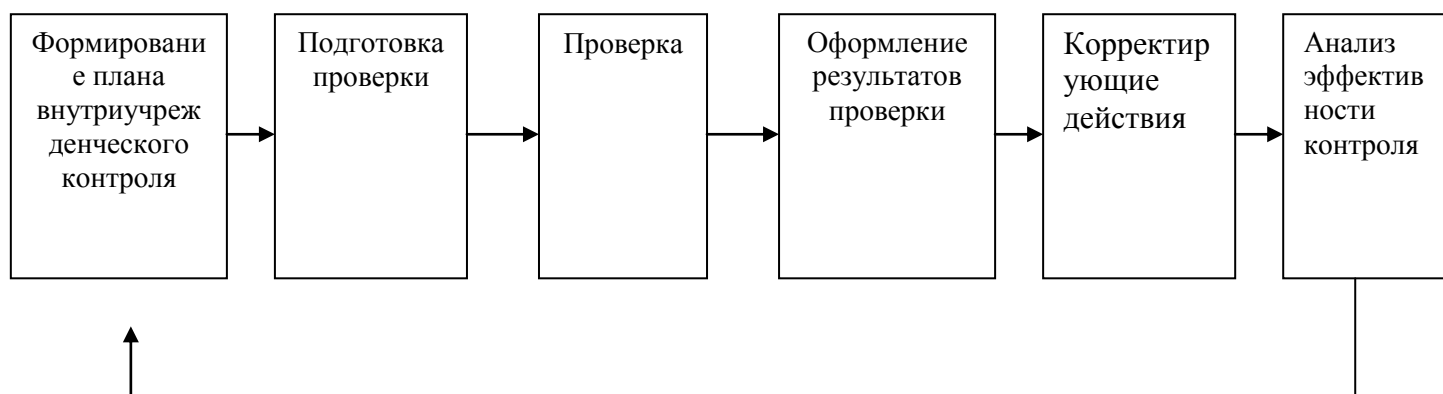 Формировани
е плана
внутриучреж
денческого
контроля
Подготовка
проверки
Проверка
Оформление
результатов
проверки
Корректир
ующие
действия
Анализ
эффектив
ности
контроля